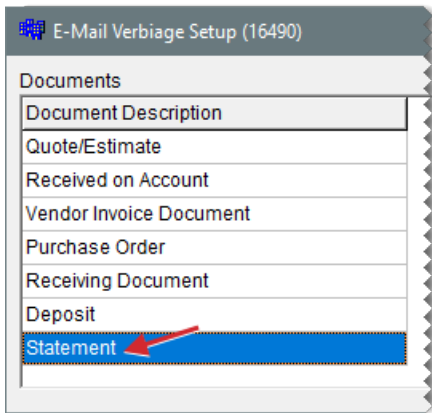 E-Mail Verbiage Setup (16490)
Documents
Document Description
Quote/Estimate
Received on Account
Vendor Invoice Document
Purchase Order
Receiving Document
Deposit
Statement